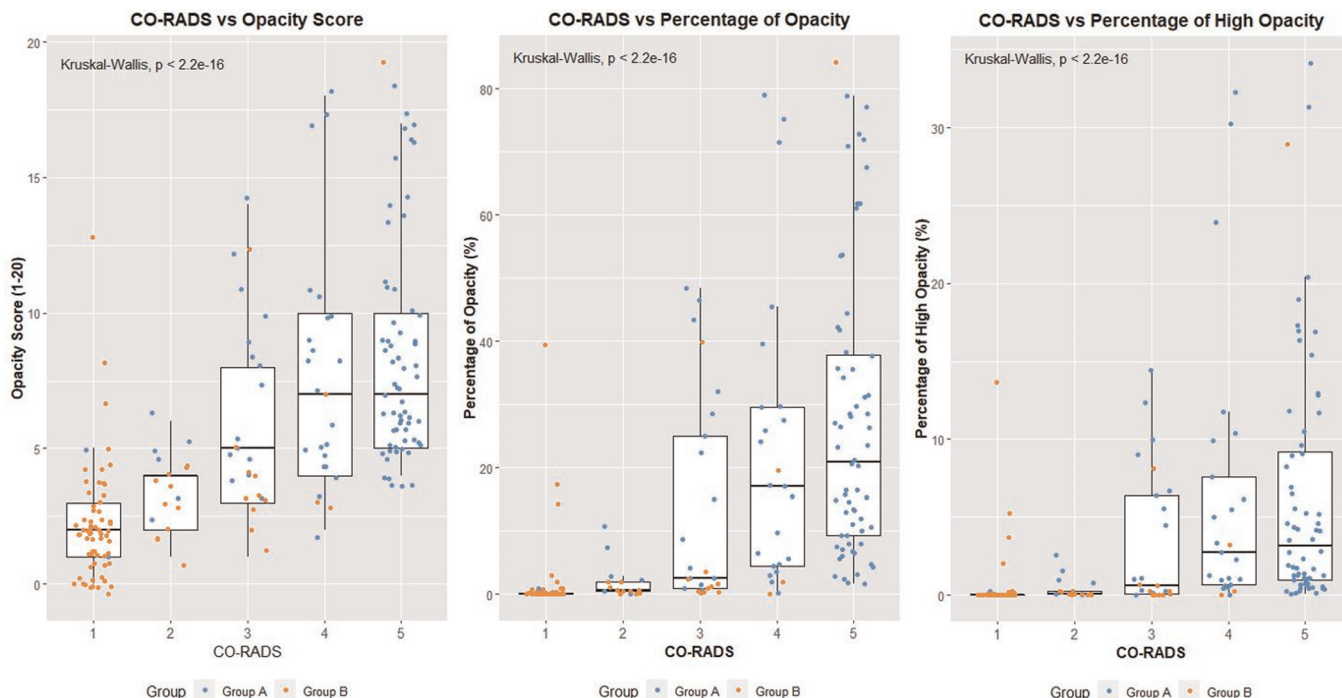 CO-RADS vs Opacity Score
Kruskal-Wallis, p < 2.2e-16
Opacity Score (1-20)
20
15
10
5
0
1 2 3 4 5
CO-RADS
Group Group A Group B
CO-RADS vs Percentage of Opacity
Kruskal-Wallis, p < 2.2e-16
Percentage of Opacity (%)
80
60
40
20
0
1 2 3 4 5
CO-RADS
Group Group A Group B
CO-RADS vs Percentage of High Opacity
Kruskal-Wallis, p < 2.2e-16
Percentage of High Opacity (%)
30
20
10
0
1 2 3 4 5
CO-RADS
Group Group A Group B